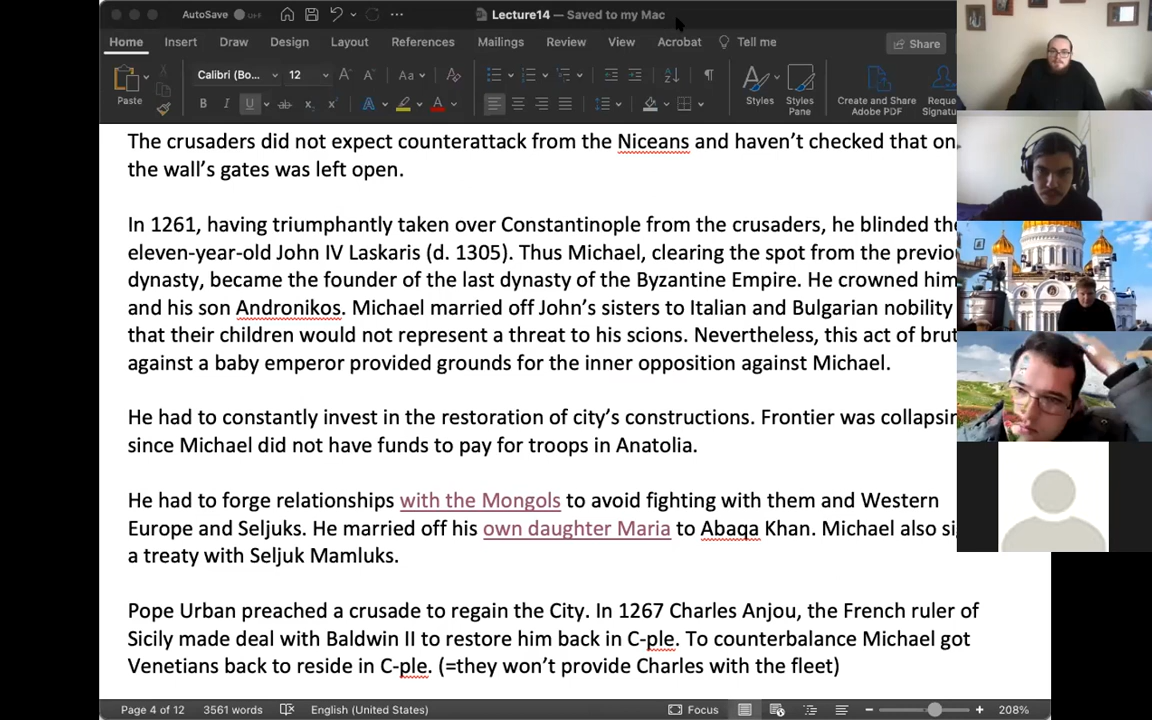 AutoSave OFF
Lecture14 — Saved to my Mac
Home Insert Draw Design Layout References Mailings Review View Acrobat Tell me Share
Paste Calibri (Bo... 12 Styles Styles Pane Create and Share Adobe PDF
The crusaders did not expect counterattack from the Niceans and haven't checked that
the wall's gates was left open.
In 1261, having triumphantly taken over Constantinople from the crusaders, he blinded
eleven-year-old John IV Laskaris (d. 1305). Thus Michael, clearing the spot from the
dynasty, became the founder of the last dynasty of the Byzantine Empire. He crowned
and his son Andronikos. Michael married off John's sisters to Italian and Bulgarian nobility
that their children would not represent a threat to his scions. Nevertheless, this act of
against a baby emperor provided grounds for the inner opposition against Michael.
He had to constantly invest in the restoration of city's constructions. Frontier was
since Michael did not have funds to pay for troops in Anatolia.
He had to forge relationships with the Mongols to avoid fighting with them and Western
Europe and Seljuks. He married off his own daughter Maria to Abaqa Khan. Michael also
a treaty with Seljuk Mamluks.
Pope Urban preached a crusade to regain the City. In 1267 Charles Anjou, the French ruler of
Sicily made deal with Baldwin II to restore him back in C-ple. To counterbalance Michael got
Venetians back to reside in C-ple. (=they won't provide Charles with the fleet)
Page 4 of 12 3561 words English (United States) Focus 208%